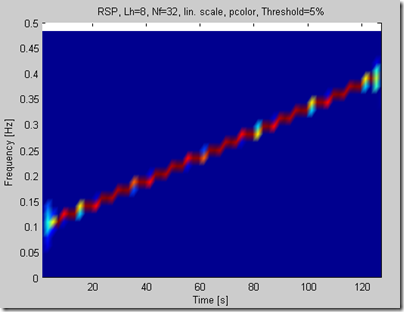 RSP, Lh=8, Nf=32, lin. scale, pcolor, Threshold=5%
0.5
0.45
0.4
0.35
0.3
0.25
0.2
0.15
0.1
0.05
0
Frequency [Hz]
20 40 60 80 100 120
Time [s]